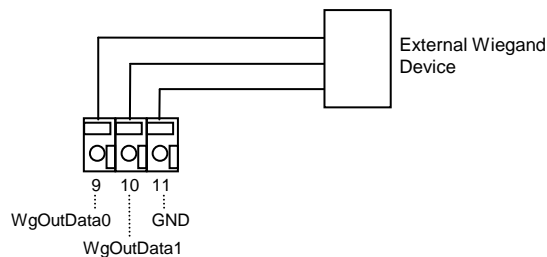 External Wiegand
Device
9 10 11
WgOutData0 GND
WgOutData1